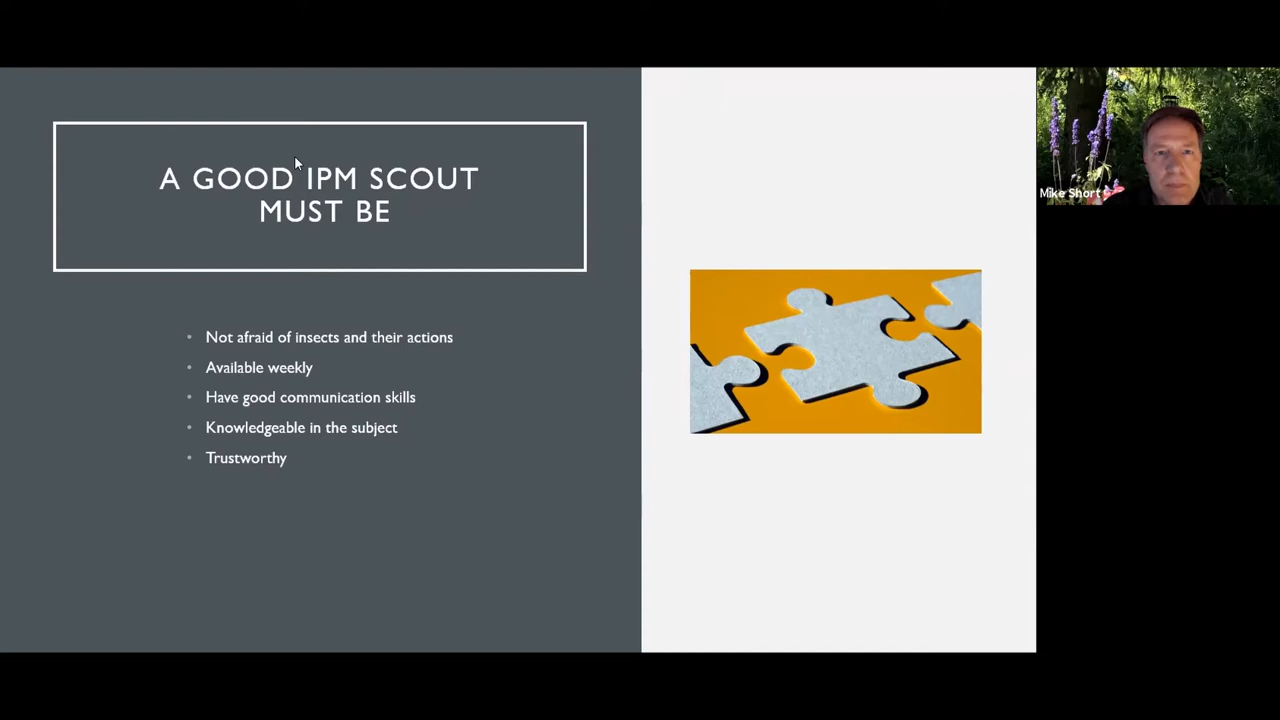 A GOOD IPM SCOUT
MUST BE
• Not afraid of insects and their actions
• Available weekly
• Have good communication skills
• Knowledgeable in the subject
• Trustworthy
Mike Short